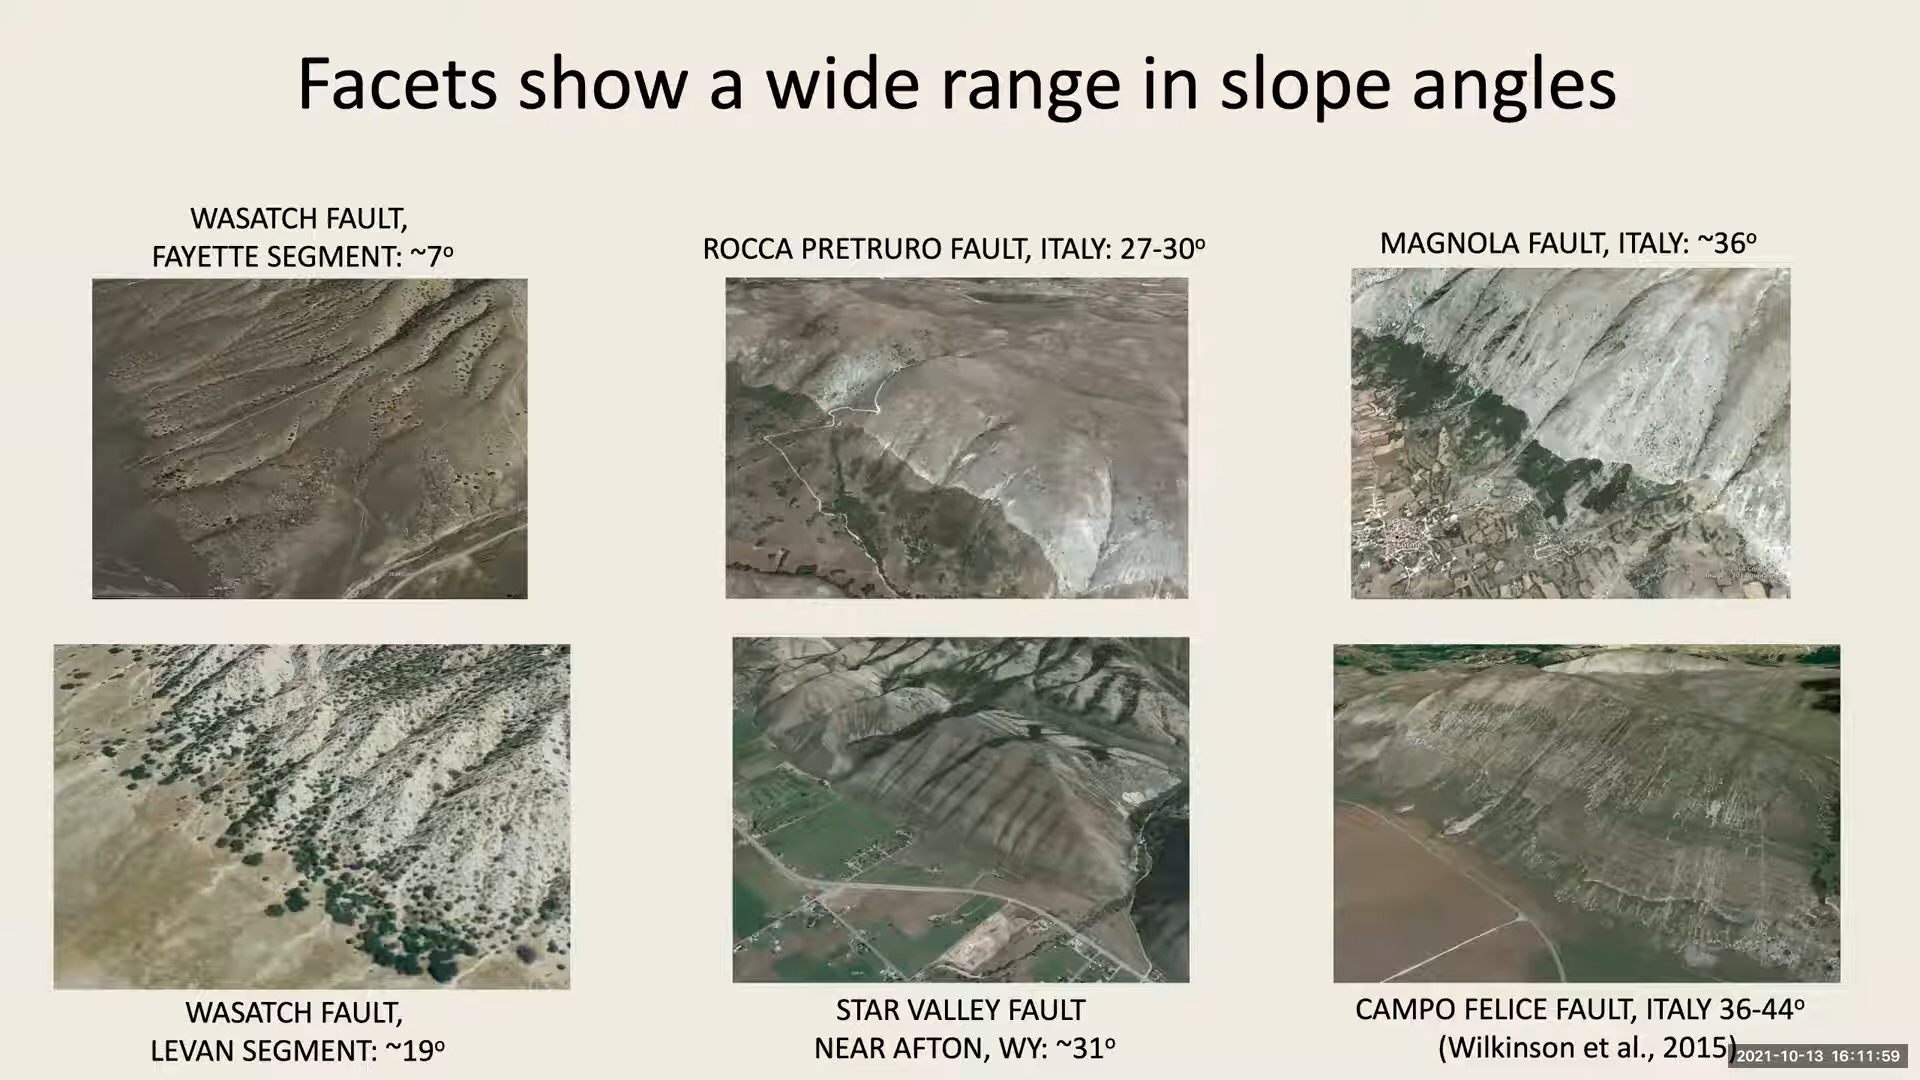 Facets show a wide range in slope angles
WASATCH FAULT,
FAYETTE SEGMENT: ~7º
ROCCA PRETRURO FAULT, ITALY: 27-30º
MAGNOLA FAULT, ITALY: ~36º
WASATCH FAULT,
LEVAN SEGMENT: ~19º
STAR VALLEY FAULT
NEAR AFTON, WY: ~31º
CAMPO FELICE FAULT, ITALY 36-44º
(Wilkinson et al., 2015)
2021-10-13 16:11:59